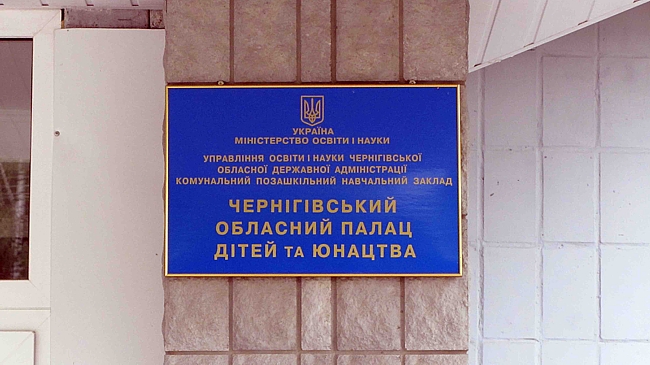 УКРАЇНА
МІНІСТЕРСТВО ОСВІТИ І НАУКИ
УПРАВЛІННЯ ОСВІТИ І НАУКИ ЧЕРНІГІВСЬКОЇ
ОБЛАСНОЇ ДЕРЖАВНОЇ АДМІНІСТРАЦІЇ
КОМУНАЛЬНИЙ ПОЗАШКІЛЬНИЙ НАВЧАЛЬНИЙ ЗАКЛАД
ЧЕРНІГІВСЬКИЙ
ОБЛАСНИЙ ПАЛАЦ
ДІТЕЙ ТА ЮНАЦТВА